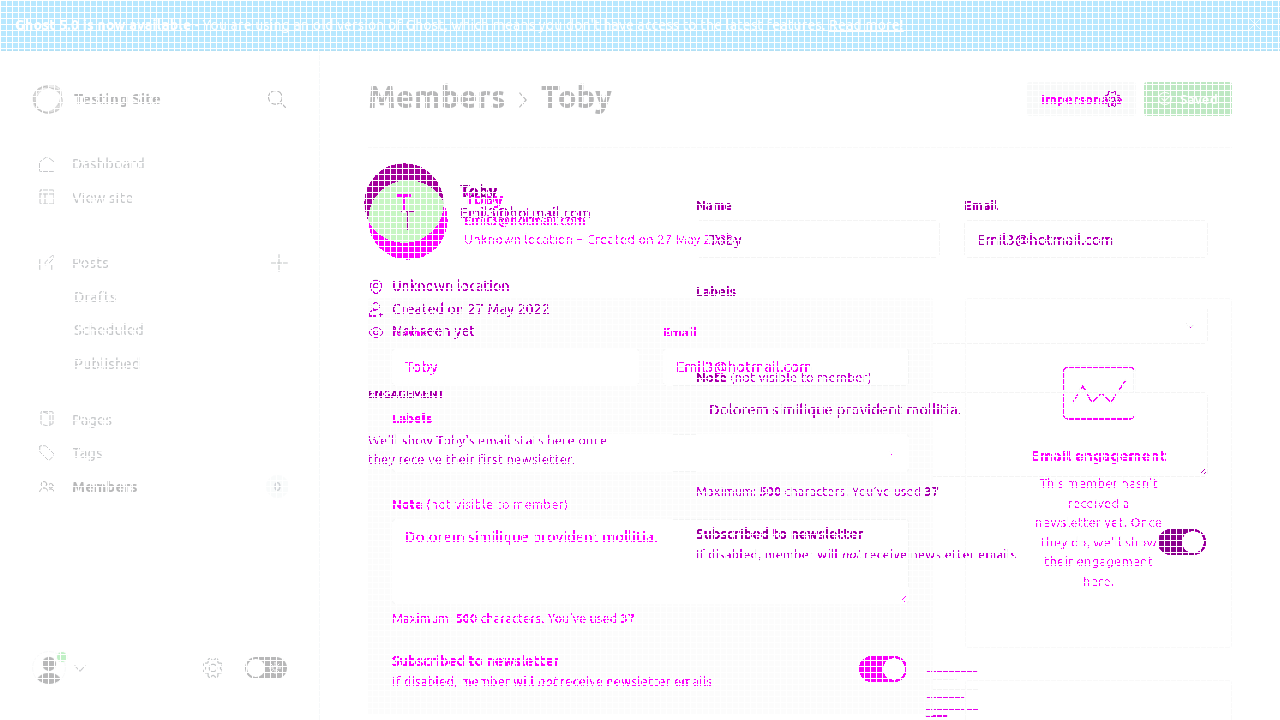 Ghost 5.0 is now available - You are using an old version of Ghost, which means you don't have access to the latest features. Read more!
Testing Site
Members > Toby
Impersonate
Saved
Dashboard
View site
Posts
Drafts
Scheduled
Published
Pages
Tags
Members
0
T
Toby
Emil3@hotmail.com
Toby
Emil3@hotmail.com
Unknown location – Created on 27 May 2022
Unknown location
Created on 27 May 2022
Not seen yet
ENGAGEMENT
We'll show Toby's email stats here once
they receive their first newsletter.
Name
Toby
Email
Emil3@hotmail.com
Labels
Note (not visible to member)
Dolorem similique provident mollitia.
Maximum: 500 characters. You've used 37
Subscribed to newsletter
If disabled, member will not receive newsletter emails
Email
Toby
Emil3@hotmail.com
Labels
Note (not visible to member)
Dolorem similique provident mollitia.
Maximum: 500 characters. You've used 37
Subscribed to newsletter
If disabled, member will not receive newsletter emails
Email engagement
This member hasn't
received a
newsletter yet. Once
they do, we'll show
their engagement
here.